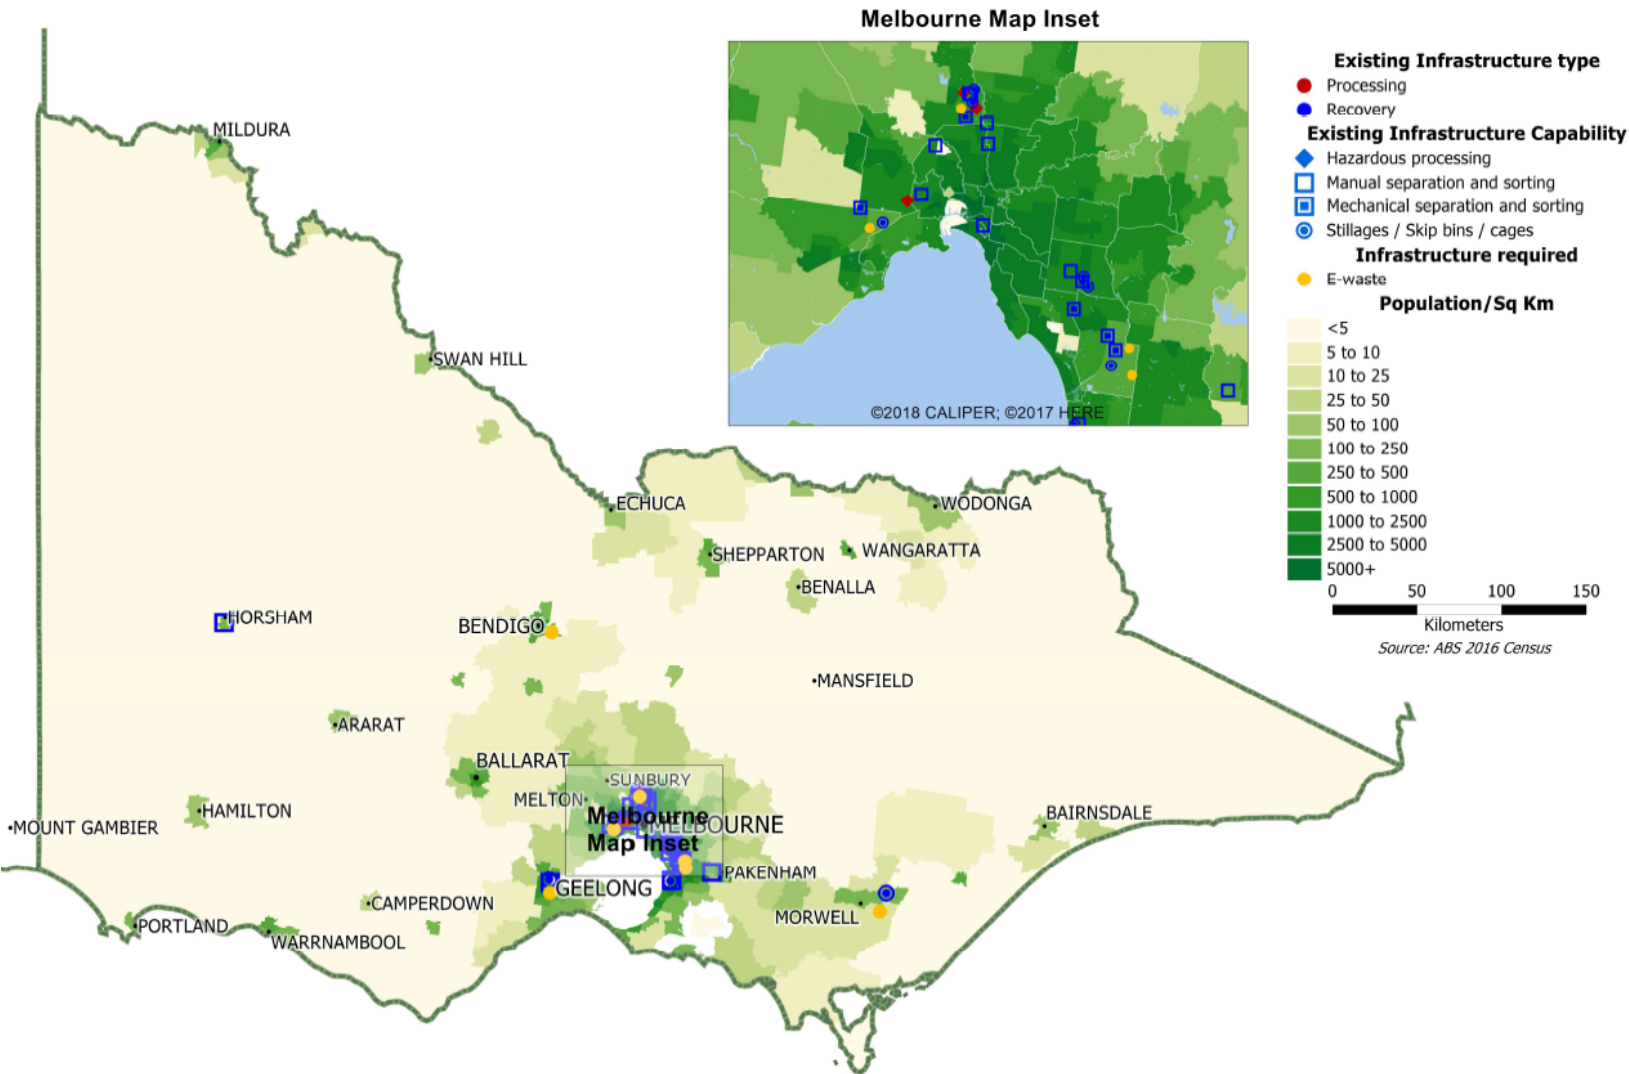 Melbourne Map Inset
©2018 CALIPER; ©2017 HERE
Existing Infrastructure type
Processing
Recovery
Existing Infrastructure Capability
Hazardous processing
Manual separation and sorting
Mechanical separation and sorting
Stillages / Skip bins / cages
Infrastructure required
E-waste
Population/Sq Km
<5
5 to 10
10 to 25
25 to 50
50 to 100
100 to 250
250 to 500
500 to 1000
1000 to 2500
2500 to 5000
5000+
0 50 100 150
Kilometers
Source: ABS 2016 Census
MILDURA
SWAN HILL
ECHUCA
WODONGA
SHEPPARTON
WANGARATTA
BENALLA
HORSHAM
BENDIGO
MANSFIELD
ARARAT
BALLARAT
SUNBURY
MELTON
HAMILTON
BAIRNSDALE
MOUNT GAMBIER
Melbourne
MELBOURNE
Map Inset
PAKENHAM
GEELONG
CAMPERDOWN
MORWELL
PORTLAND
WARRNAMBOOL